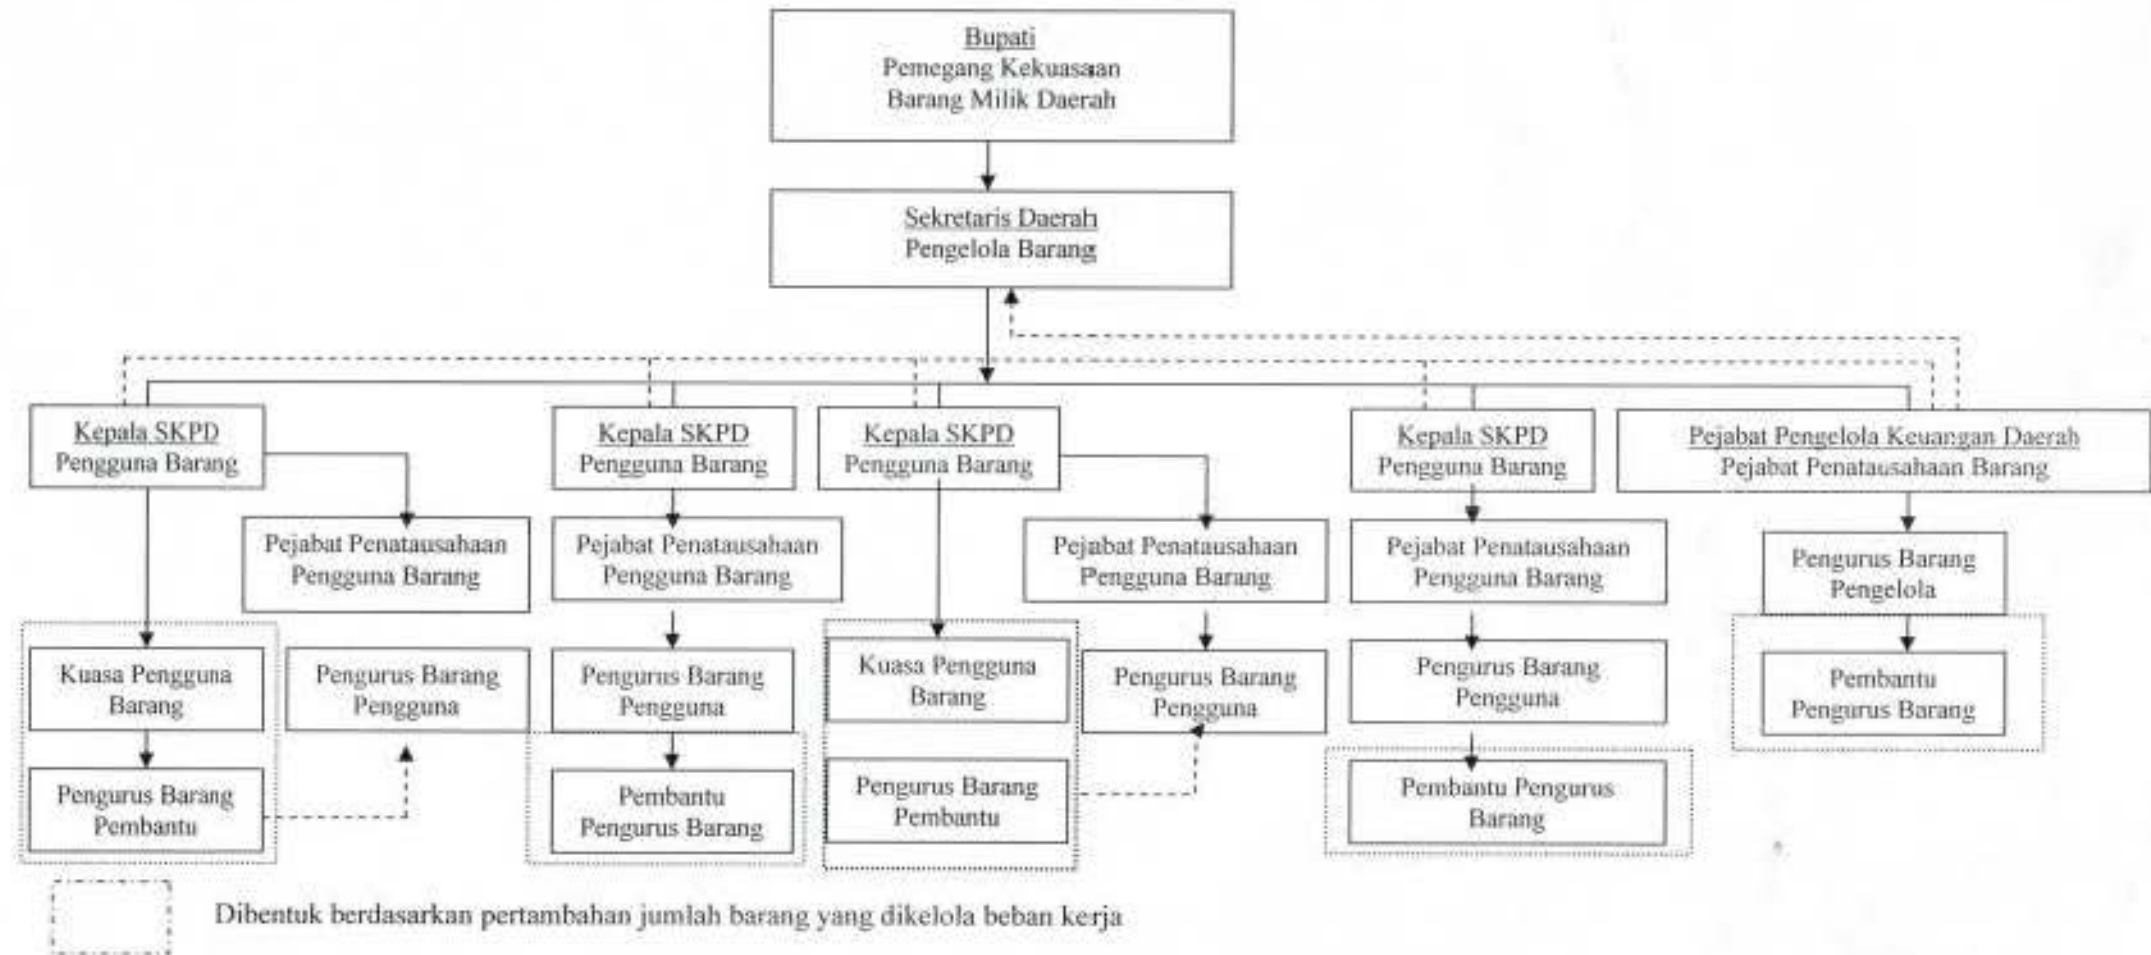 Bupati
Pemegang Kekuasaan
Barang Milik Daerah
Sekretaris Daerah
Pengelola Barang
Kepala SKPD
Pengguna Barang
Kepala SKPD
Pengguna Barang
Kepala SKPD
Pengguna Barang
Kepala SKPD
Pengguna Barang
Pejabat Pengelola Keuangan Daerah
Pejabat Penatausahaan Barang
Pejabat Penatausahaan
Pengguna Barang
Pejabat Penatausahaan
Pengguna Barang
Pejabat Penatausahaan
Pengguna Barang
Pejabat Penatausahaan
Pengguna Barang
Pengurus Barang
Pengelola
Kuasa Pengguna
Barang
Pengurus Barang
Pengguna
Pengurus Barang
Pengguna
Kuasa Pengguna
Barang
Pengurus Barang
Pengguna
Pengurus Barang
Pengguna
Pembantu
Pengurus Barang
Pengurus Barang
Pembantu
Pembantu
Pengurus Barang
Pengurus Barang
Pembantu
Pembantu Pengurus
Barang
Dibentuk berdasarkan pertambahan jumlah barang yang dikelola beban kerja